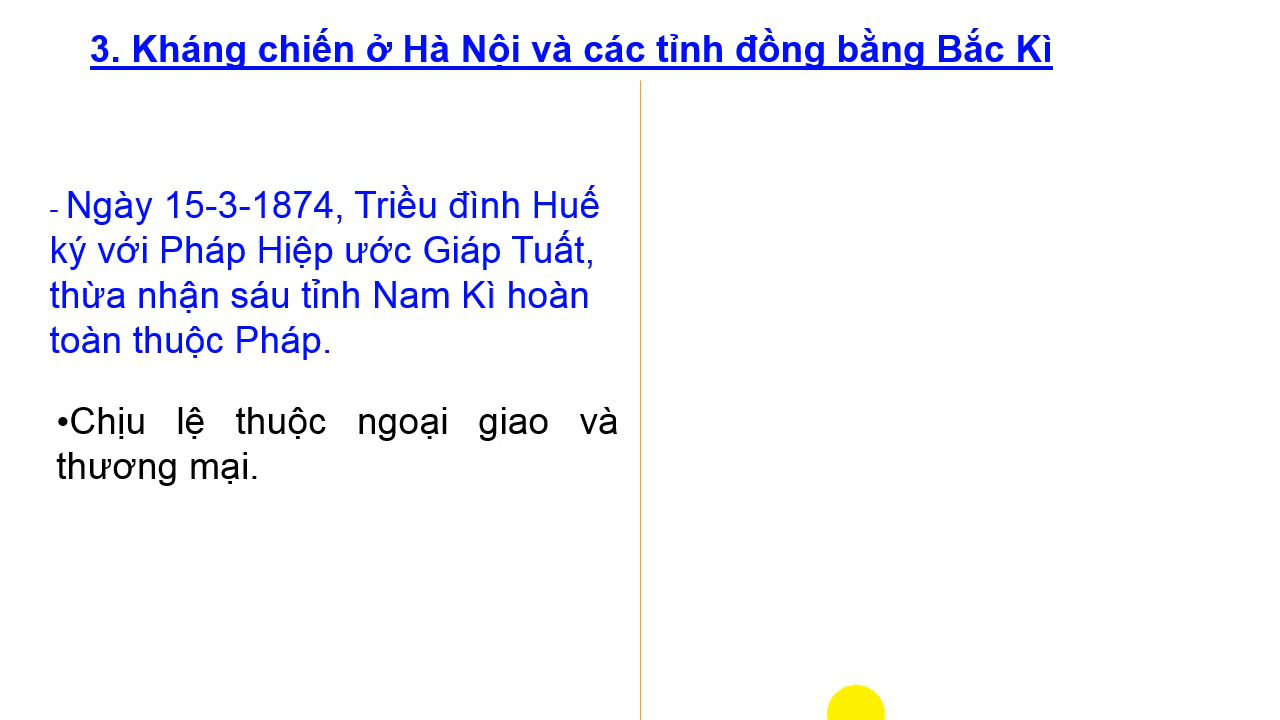 3. Kháng chiến ở Hà Nội và các tỉnh đồng bằng Bắc Kì
- Ngày 15-3-1874, Triều đình Huế
ký với Pháp Hiệp ước Giáp Tuất,
thừa nhận sáu tỉnh Nam Kì hoàn
toàn thuộc Pháp.
•Chịu lệ thuộc ngoại giao và
thương mại.